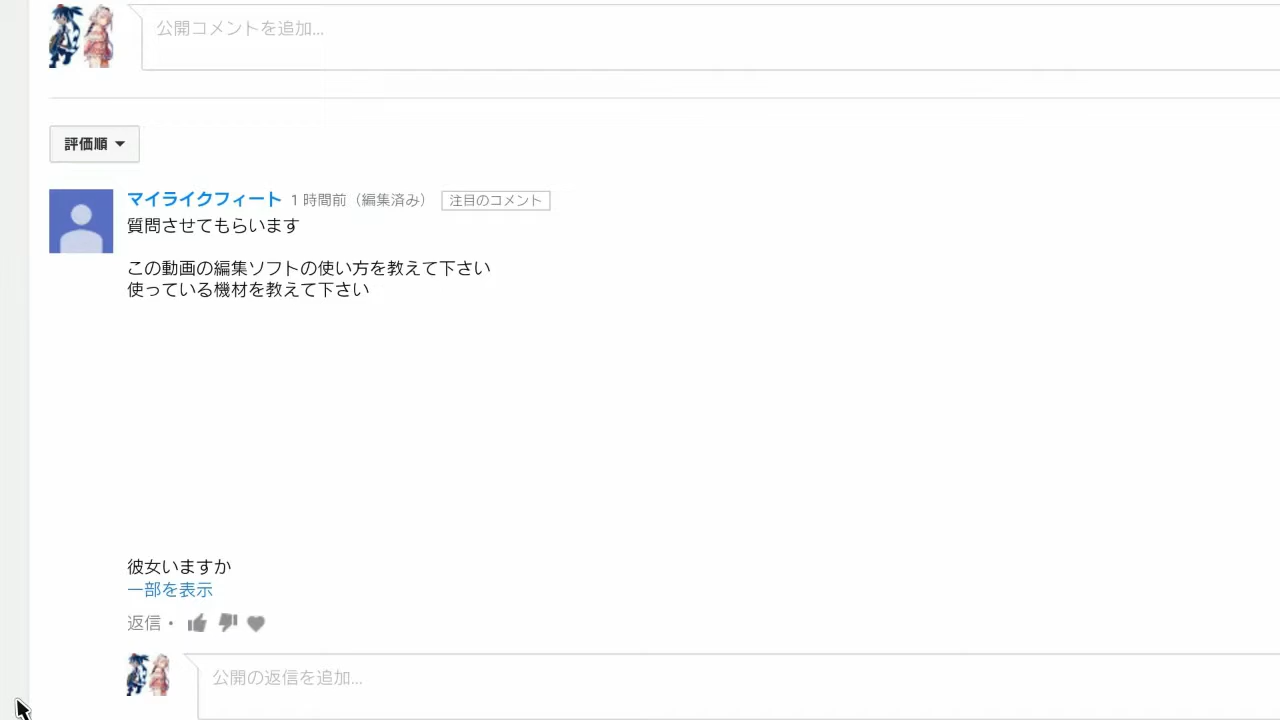 公開コメントを追加...
評価順
マイライクフィート 1 時間前（編集済み） 注目のコメント
質問させてもらいます
この動画の編集ソフトの使い方を教えて下さい
使っている機材を教えて下さい
彼女いますか
一部を表示
返信・
公開の返信を追加...